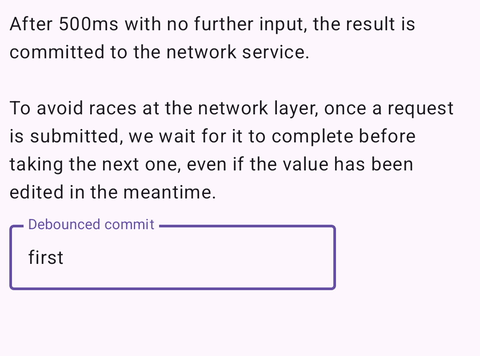 After 500ms with no further input, the result is
committed to the network service.
To avoid races at the network layer, once a request
is submitted, we wait for it to complete before
taking the next one, even if the value has been
edited in the meantime.
Debounced commit
first